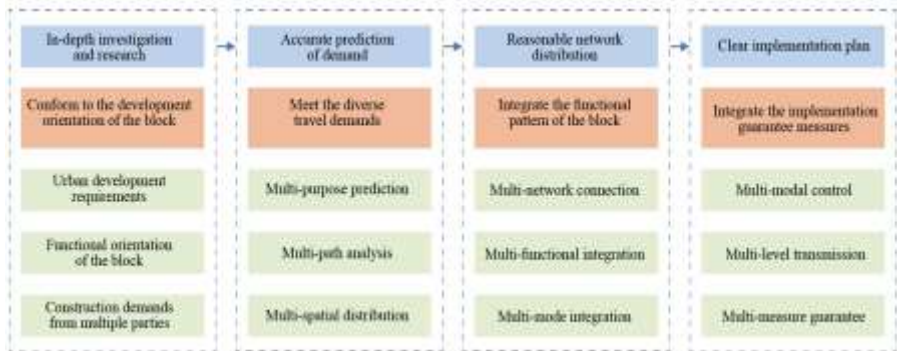 In-depth investigation
and research
Conform to the development
orientation of the block
Urban development
requirements
Functional orientation
of the block
Construction demands
from multiple parties
Accurate prediction
of demand
Meet the diverse
travel demands
Multi-purpose prediction
Multi-path analysis
Multi-spatial distribution
Reasonable network
distribution
Integrate the functional
pattern of the block
Multi-network connection
Multi-functional integration
Multi-mode integration
Clear implementation plan
Integrate the implementation
guarantee measures
Multi-modal control
Multi-level transmission
Multi-measure guarantee